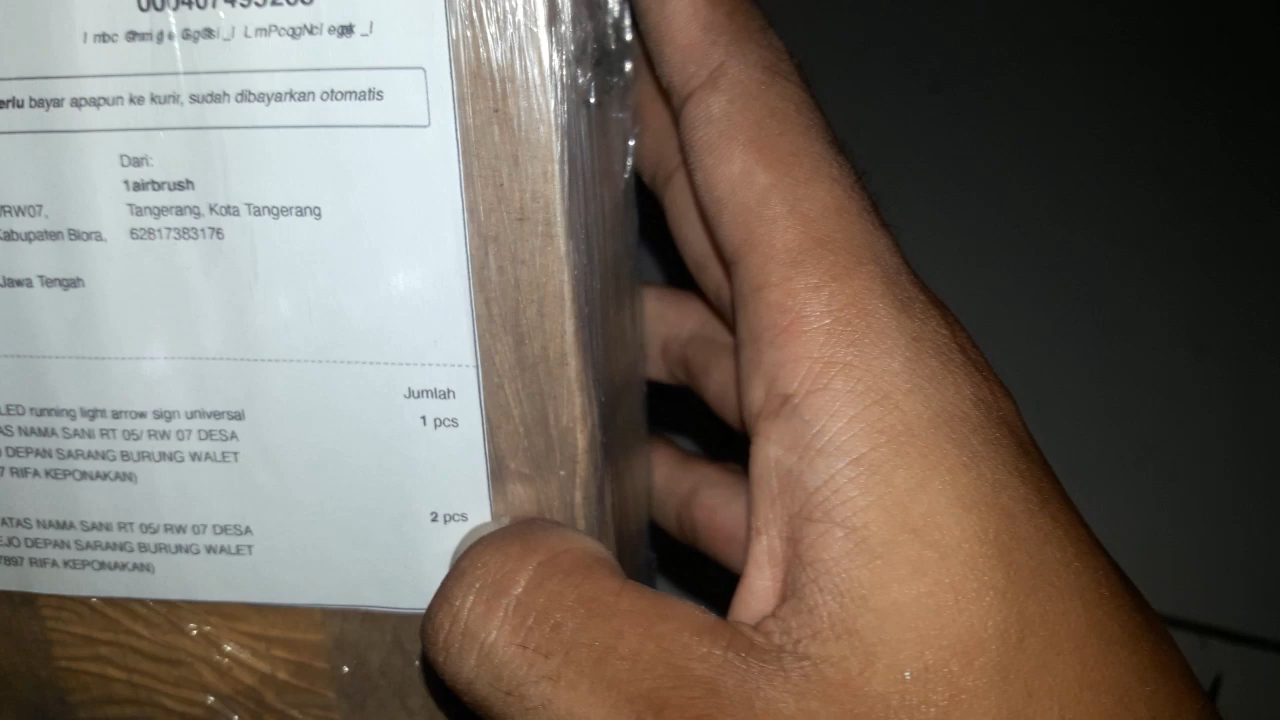 erlu bayar apapun ke kurir, sudah dibayarkan otomatis
Dari:
1airbrush
/RW07, Tangerang, Kota Tangerang
Kabupaten Blora, 62817383176
Jawa Tengah
Jumlah
LED running light arrow sign universal 1 pcs
AS NAMA SANI RT 05/ RW 07 DESA
DEPAN SARANG BURUNG WALET
7 RIFA KEPONAKAN)
2 pcs
ATAS NAMA SANI RT 05/ RW 07 DESA
EJO DEPAN SARANG BURUNG WALET
7897 RIFA KEPONAKAN)